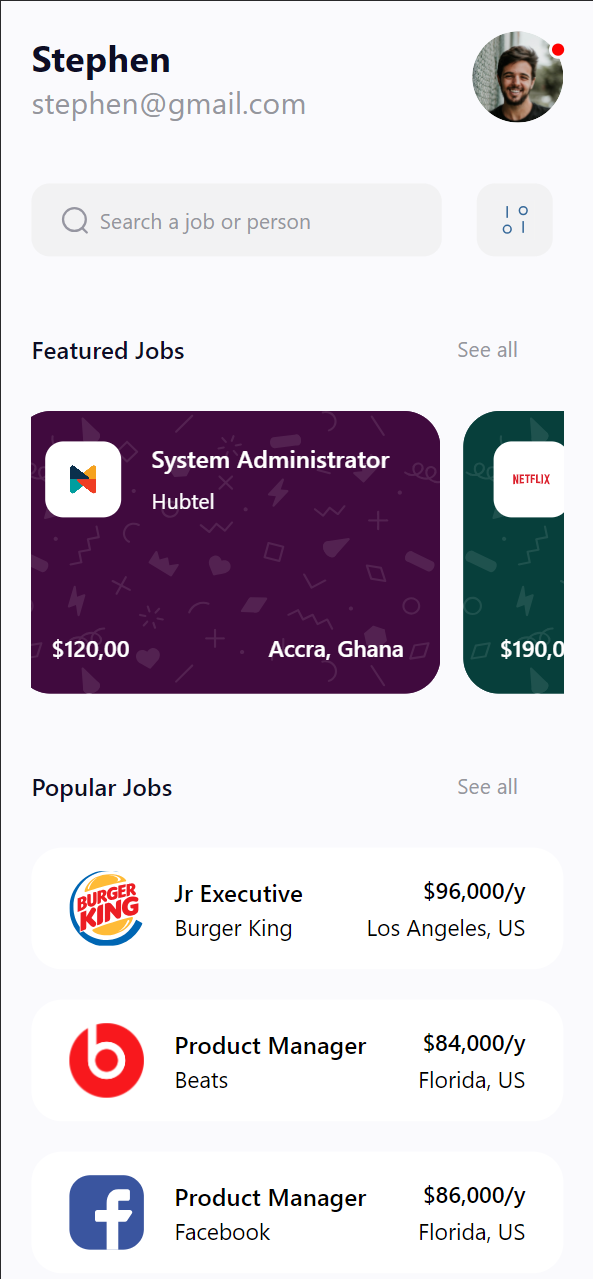 Stephen
stephen@gmail.com
Search a job or person
Featured Jobs
See all
System Administrator
Hubtel
$120,00
Accra, Ghana
NETFLIX
$190,0
Popular Jobs
See all
BURGER
KING
Jr Executive
$96,000/y
Burger King
Los Angeles, US
Product Manager
$84,000/y
Beats
Florida, US
Product Manager
$86,000/y
Facebook
Florida, US